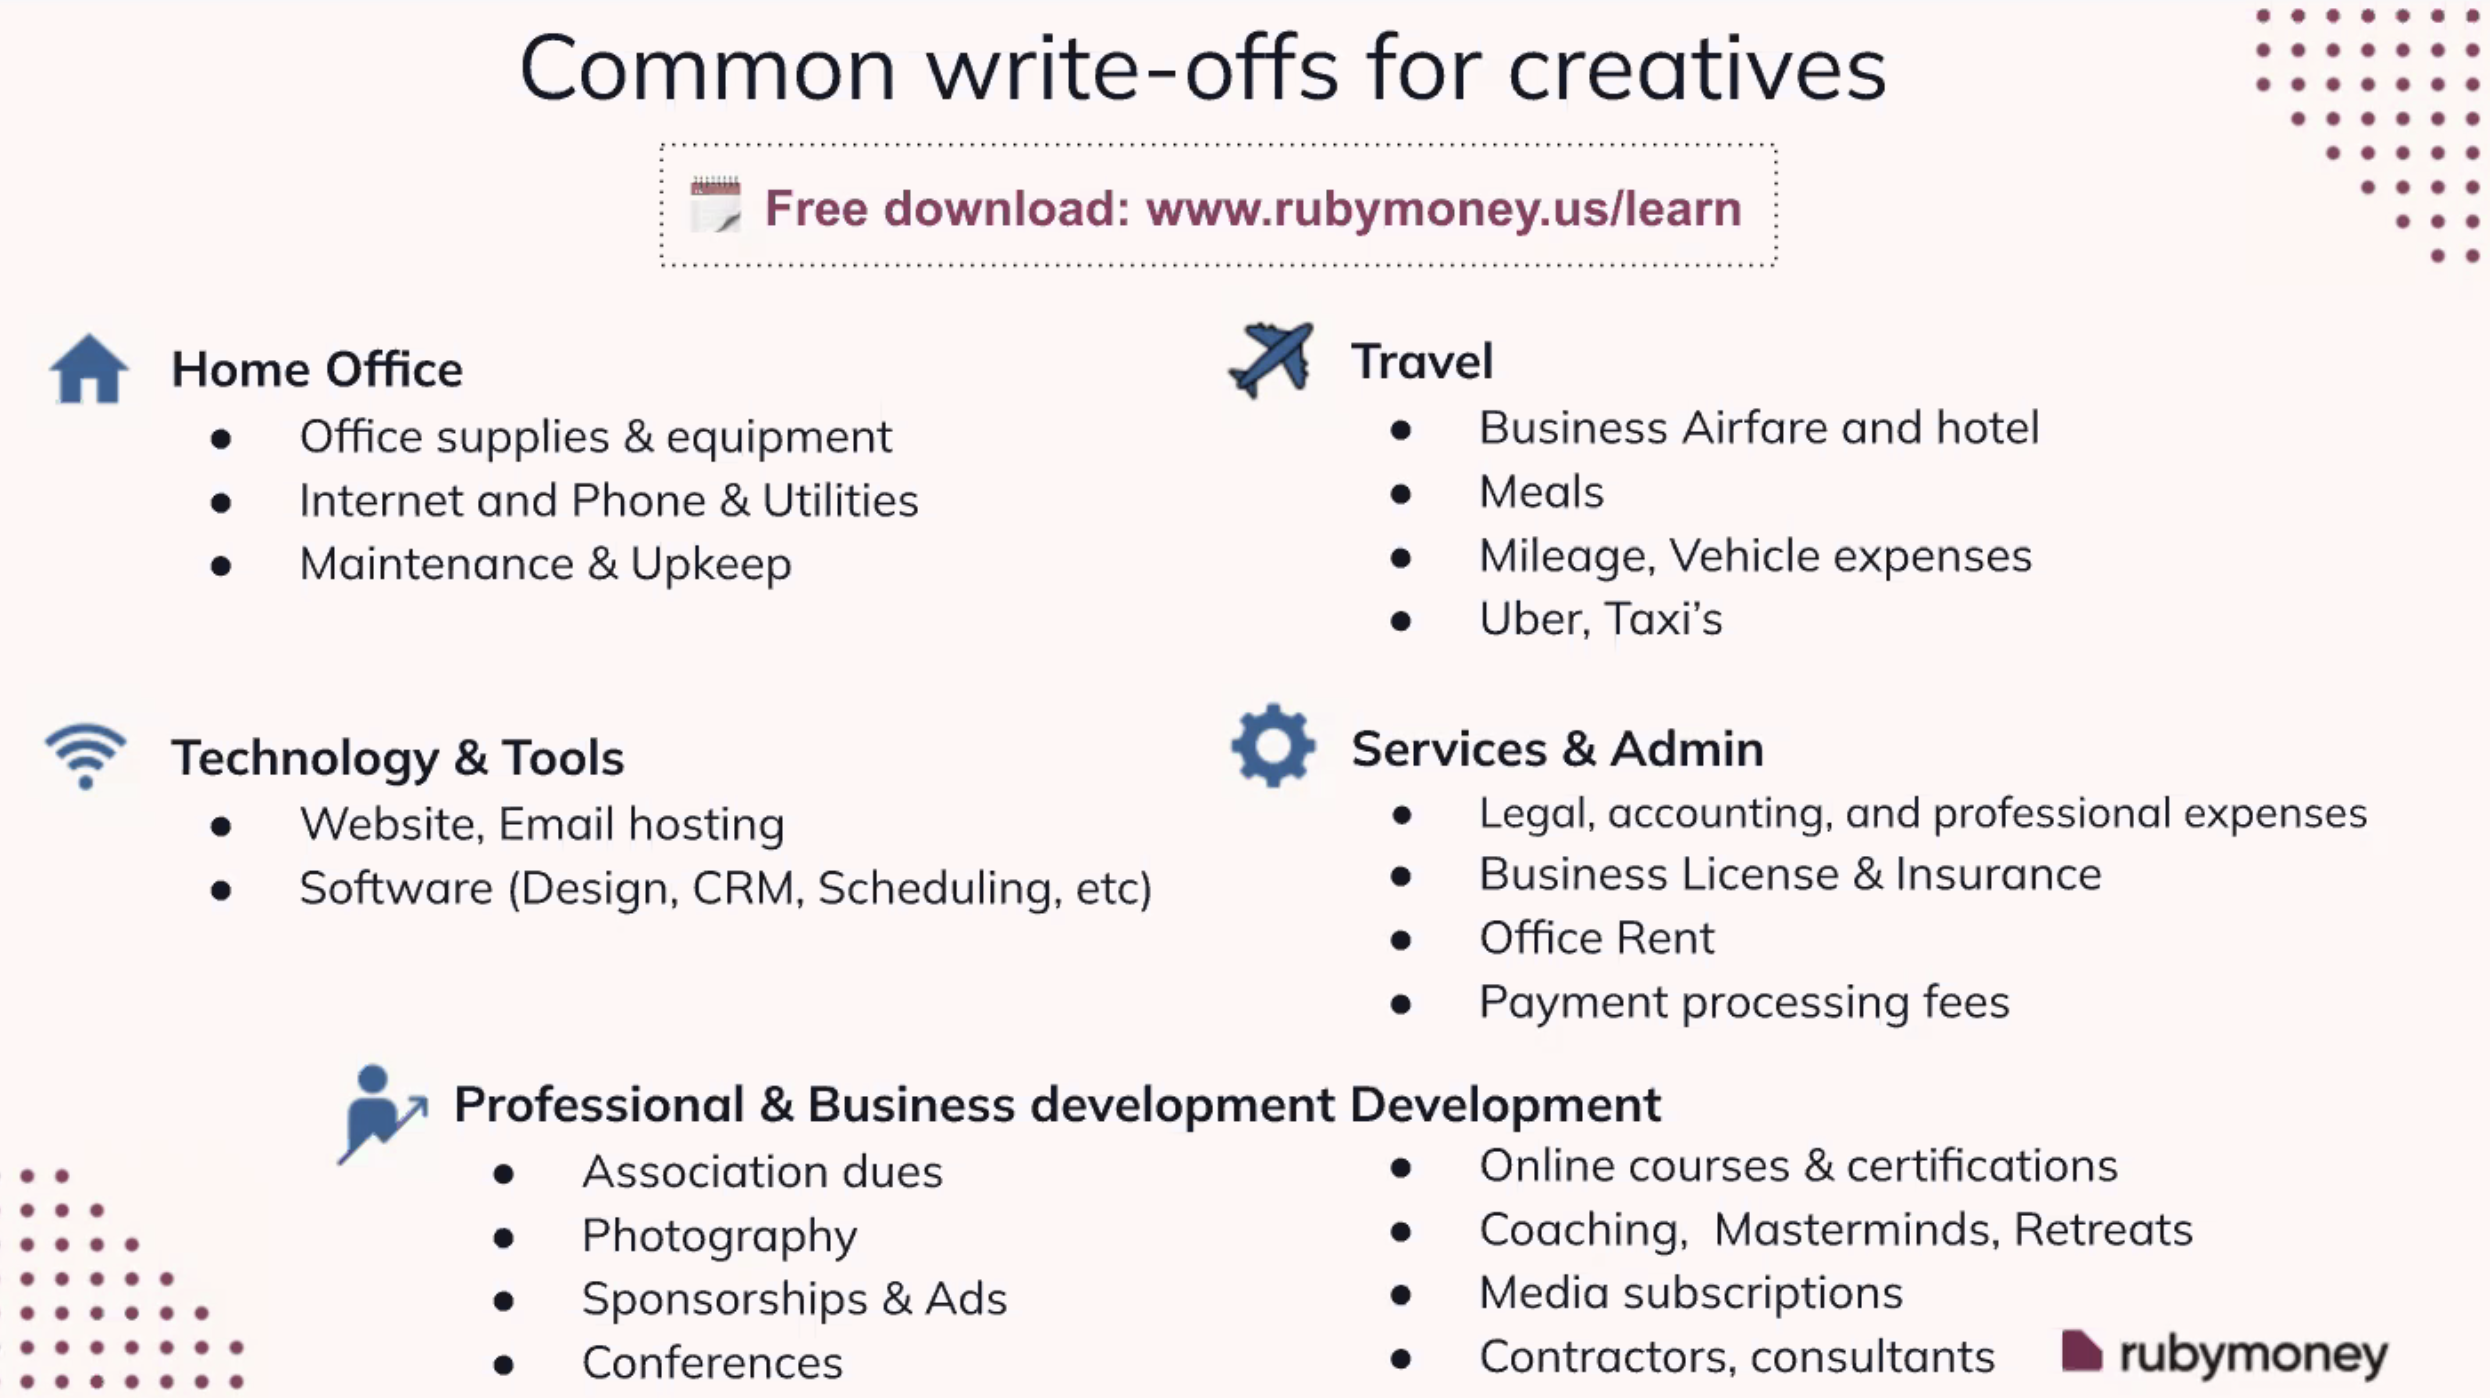 Common write-offs for creatives
Free download: www.rubymoney.us/learn
Home Office
● Office supplies & equipment
● Internet and Phone & Utilities
● Maintenance & Upkeep
Travel
● Business Airfare and hotel
● Meals
● Mileage, Vehicle expenses
● Uber, Taxi’s
Technology & Tools
● Website, Email hosting
● Software (Design, CRM, Scheduling, etc)
Services & Admin
● Legal, accounting, and professional expenses
● Business License & Insurance
● Office Rent
● Payment processing fees
Professional & Business development Development
● Association dues
● Photography
● Sponsorships & Ads
● Conferences
● Online courses & certifications
● Coaching,  Masterminds, Retreats
● Media subscriptions
● Contractors, consultants
rubymoney